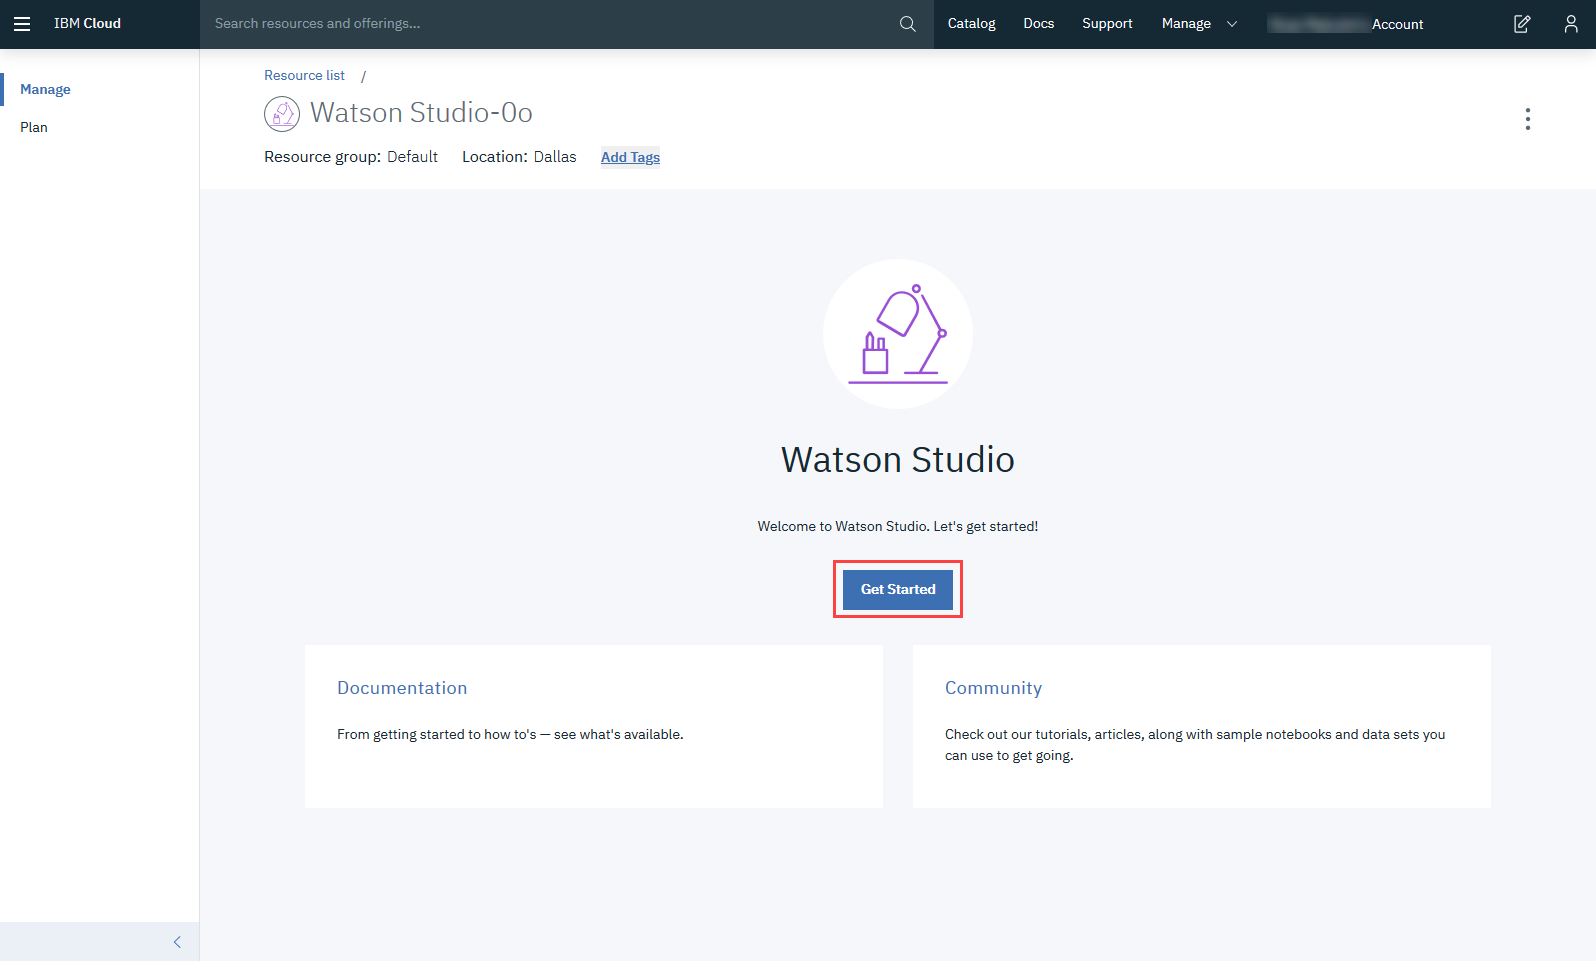 IBM Cloud
Search resources and offerings...
Catalog
Docs
Support
Manage
Account
Manage
Plan
Resource list /
Watson Studio-0o
Resource group: Default Location: Dallas Add Tags
Watson Studio
Welcome to Watson Studio. Let's get started!
Get Started
Documentation
From getting started to how to's — see what's available.
Community
Check out our tutorials, articles, along with sample notebooks and data sets you
can use to get going.